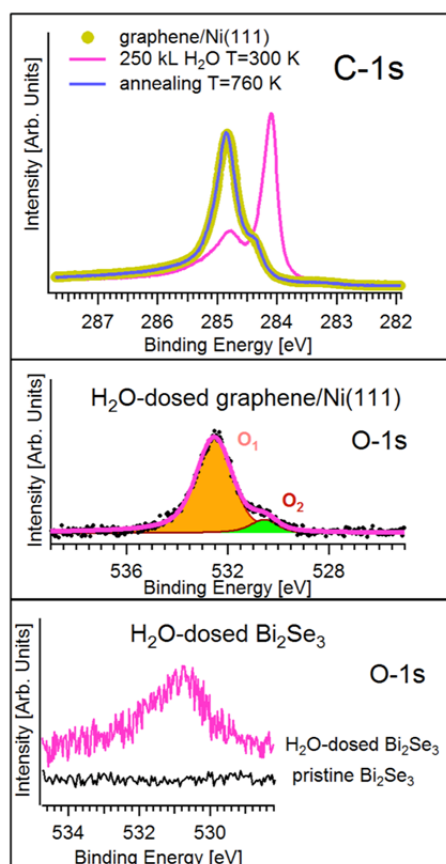 graphene/Ni(111)
250 kL H₂O T=300 K
annealing T=760 K
C-1s
Intensity [Arb. Units]
287 286 285 284 283 282
Binding Energy [eV]
H₂O-dosed graphene/Ni(111)
O-1s
O₁
O₂
Intensity [Arb. Units]
536 532 528
Binding Energy [eV]
H₂O-dosed Bi₂Se₃
O-1s
Intensity [Arb. Units]
H₂O-dosed Bi₂Se₃
pristine Bi₂Se₃
534 532 530
Binding Energy [eV]